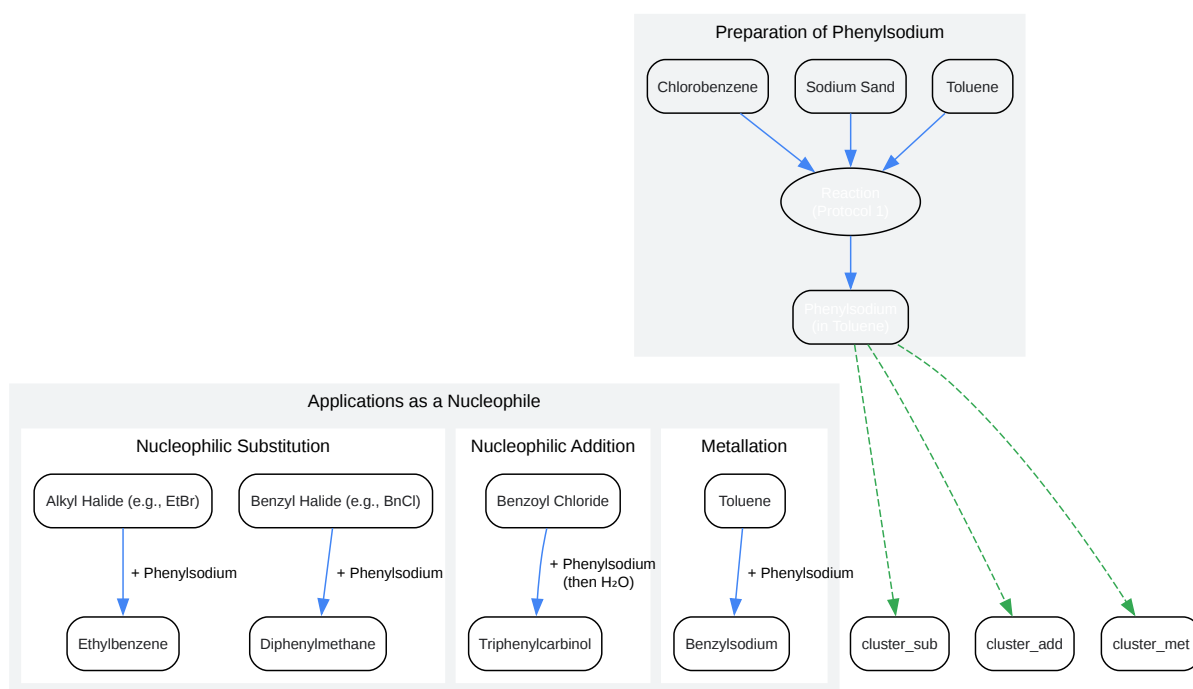 Preparation of Phenylsodium
Chlorobenzene
Sodium Sand
Toluene
Reaction
(Protocol 1)
Phenylsodium
(in Toluene)
Applications as a Nucleophile
Nucleophilic Substitution
Nucleophilic Addition
Metallation
Alkyl Halide (e.g., EtBr)
Benzyl Halide (e.g., BnCl)
Benzoyl Chloride
Toluene
+ Phenylsodium
+ Phenylsodium
+ Phenylsodium
(then H₂O)
+ Phenylsodium
Ethylbenzene
Diphenylmethane
Triphenylcarbinol
Benzylsodium
cluster_sub
cluster_add
cluster_met